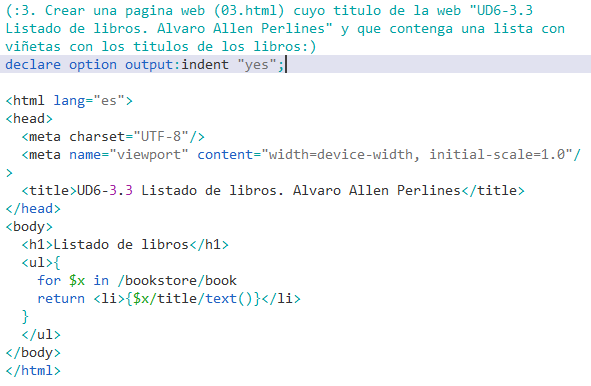 (:3. Crear una pagina web (03.html) cuyo titulo de la web "UD6-3.3
Listado de libros. Alvaro Allen Perlines" y que contenga una lista con
viñetas con los titulos de los libros:)
declare option output:indent "yes";
<html lang="es">
<head>
  <meta charset="UTF-8"/>
  <meta name="viewport" content="width=device-width, initial-scale=1.0"/
>
  <title>UD6-3.3 Listado de libros. Alvaro Allen Perlines</title>
</head>
<body>
  <h1>Listado de libros</h1>
  <ul>{
    for $x in /bookstore/book
    return <li>{$x/title/text()}</li>
  }
  </ul>
</body>
</html>